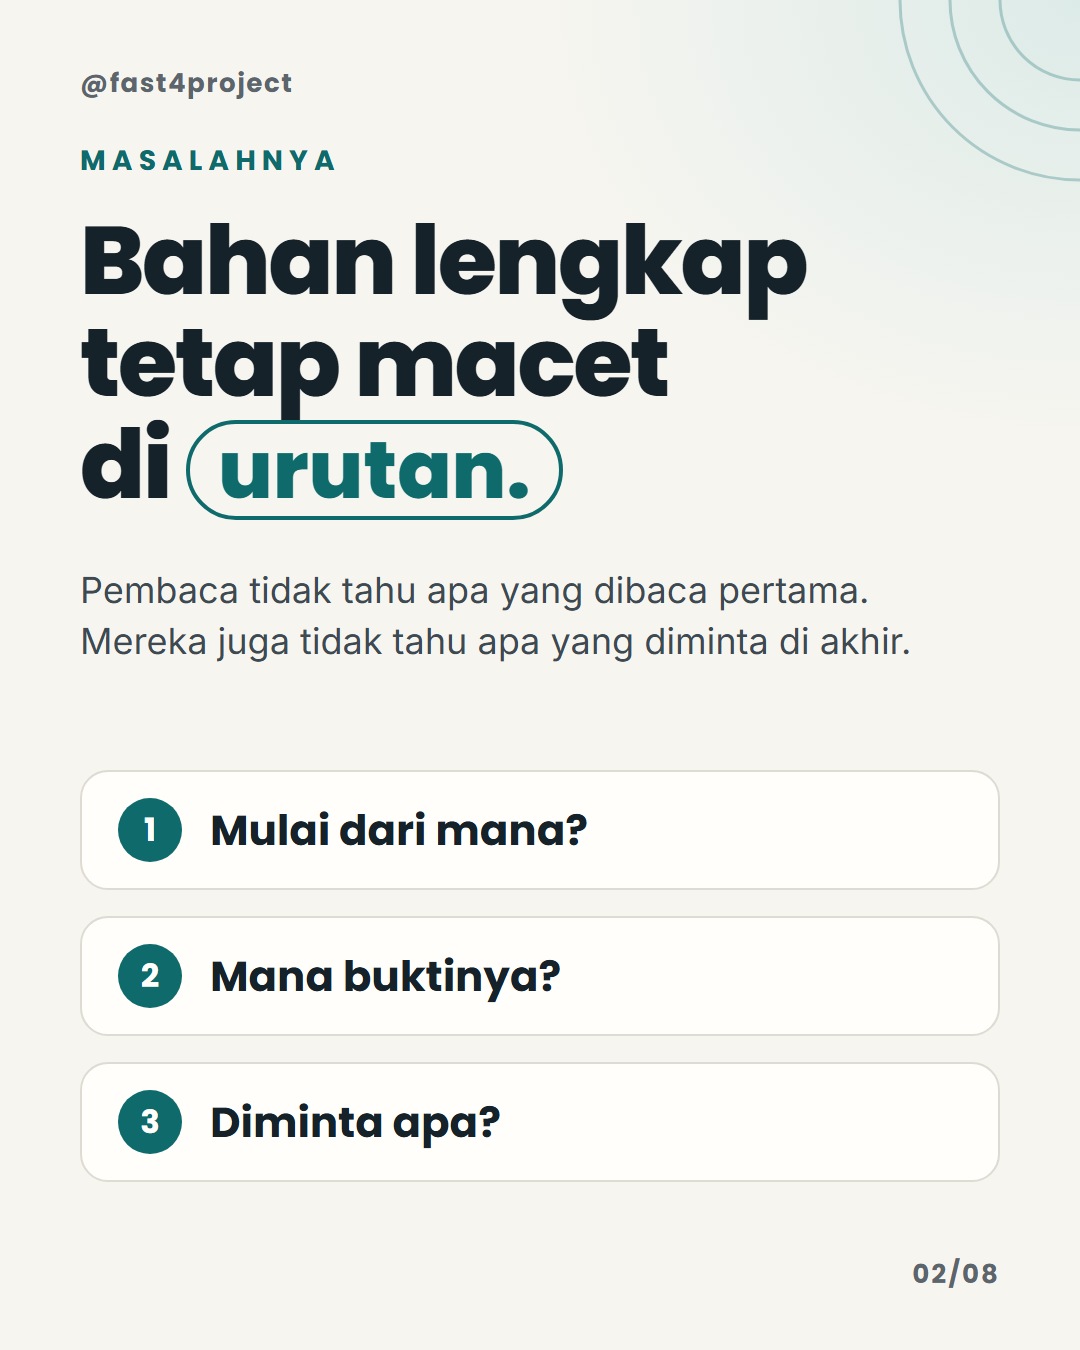 @fast4project
MASALAHNYA
Bahan lengkap
tetap macet
di urutan.
Pembaca tidak tahu apa yang dibaca pertama.
Mereka juga tidak tahu apa yang diminta di akhir.
1 Mulai dari mana?
2 Mana buktinya?
3 Diminta apa?
02/08